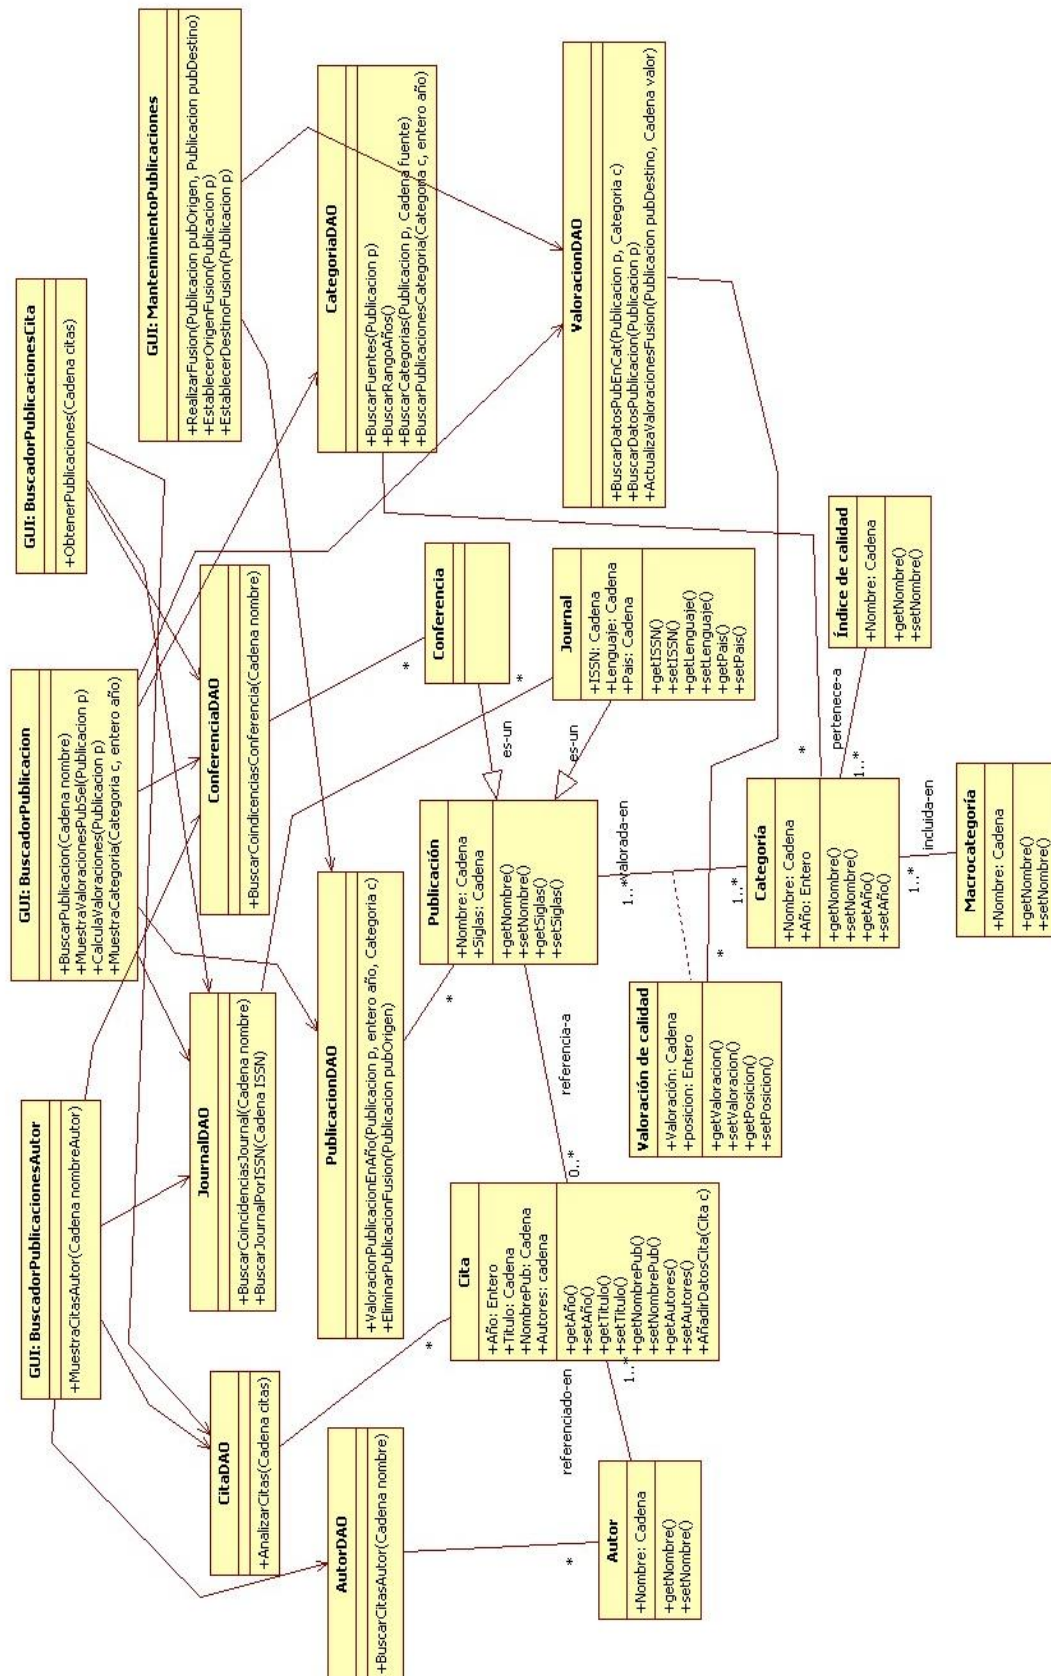 GUI: BuscadorPublicacionesAutor
+MuestraCitasAutor(Cadena nombreAutor)
GUI: BuscadorPublicacion
+BuscarPublicacion(Cadena nombre)
+MuestraValoracionesPubSel(Publicacion p)
+CalculaValoraciones(Publicacion p)
+MuestraCategoria(Categoria c, entero año)
GUI: BuscadorPublicacionesCita
+ObtenerPublicaciones(Cadena citas)
GUI: MantenimientoPublicaciones
+RealizarFusion(Publicacion pubOrigen, Publicacion pubDestino)
+EstablecerOrigenFusion(Publicacion p)
+EstablecerDestinoFusion(Publicacion p)
CitaDAO
+AnalizarCitas(Cadena citas)
JournalDAO
+BuscarCoincidenciasJournal(Cadena nombre)
+BuscarJournalPorISSN(Cadena ISSN)
ConferenciaDAO
+BuscarCoindicenciasConferencia(Cadena nombre)
CategoriaDAO
+BuscarFuentes(Publicacion p)
+BuscarRangoAños()
+BuscarCategorias(Publicacion p, Cadena fuente)
+BuscarPublicacionesCategoria(Categoria c, entero año)
AutorDAO
+BuscarCitasAutor(Cadena nombre)
PublicacionDAO
+ValoracionPublicacionEnAño(Publicacion p, entero año, Categoria c)
+EliminarPublicacionFusion(Publicacion pubOrigen)
ValoracionDAO
+BuscarDatosPubEnCat(Publicacion p, Categoria c)
+BuscarDatosPublicacion(Publicacion p)
+ActualizaValoracionesFusion(Publicacion pubDestino, Cadena valor)
Conferencia
*
es-un
Journal
+ISSN: Cadena
+Lenguaje: Cadena
+Pais: Cadena
+getISSN()
+setISSN()
+getLenguaje()
+setLenguaje()
+getPais()
+setPais()
*
es-un
Publicación
+Nombre: Cadena
+Siglas: Cadena
+getNombre()
+setNombre()
+getSiglas()
+setSiglas()
*
Cita
+Año: Entero
+Titulo: Cadena
+NombrePub: Cadena
+Autores: cadena
+getAño()
+setAño()
+getTitulo()
+setTitulo()
+getNombrePub()
+setNombrePub()
+getAutores()
+setAutores()
+AñadirDatosCita(Cita c)
*
referencia-a
0..*
referenciado-en
1..*
Autor
+Nombre: Cadena
+getNombre()
+setNombre()
*
valorada-en
1..*
1..*
Valoración de calidad
+Valoración: Cadena
+posicion: Entero
+getValoracion()
+setValoracion()
+getPosicion()
+setPosicion()
*
Categoría
+Nombre: Cadena
+Año: Entero
+getNombre()
+setNombre()
+getAño()
+setAño()
*
pertenece-a
1..*
Índice de calidad
+Nombre: Cadena
+getNombre()
+setNombre()
incluida-en
1..*
Macrocategoría
+Nombre: Cadena
+getNombre()
+setNombre()